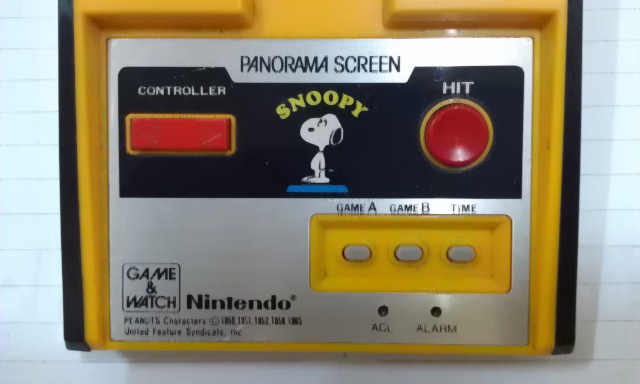 PANORAMA SCREEN
CONTROLLER
SNOOPY
HIT
GAME A GAME B TIME
GAME
&
WATCH
Nintendo®
ACL ALARM
PEANUTS Characters © 1950, 1951, 1952, 1958, 1965
United Feature Syndicate, Inc.